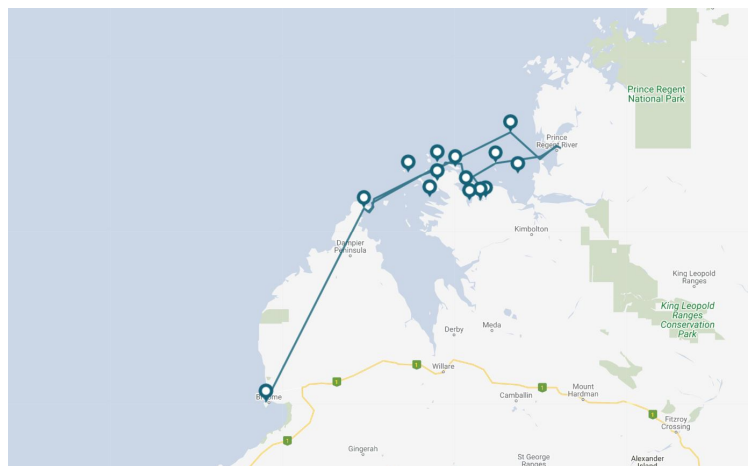 Prince Regent
National Park
Prince
Regent River
Kimbolton
Dampier
Peninsula
King Leopold
Ranges
King Leopold
Ranges
Conservation
Park
Derby
Meda
Willare
1
1
1
1
1
Broome
Camballin
Mount
Hardman
Fitzroy
Crossing
Gingerah
St George
Ranges
Alexander
Island